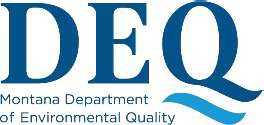 DEQ
Montana Department
of Environmental Quality